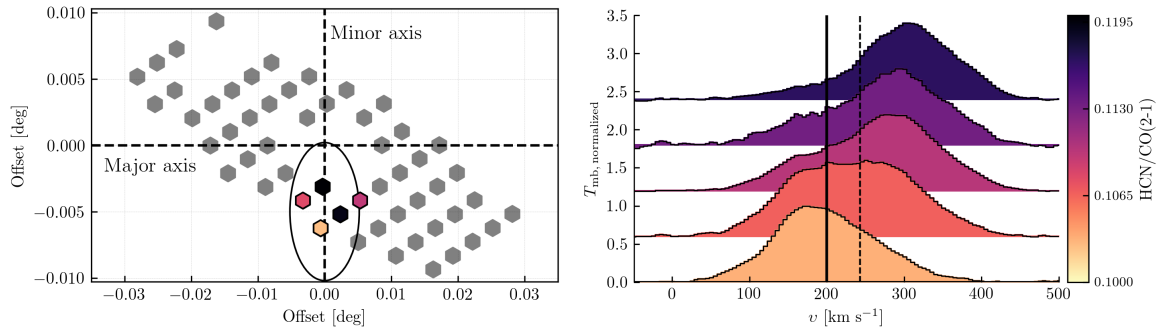 0.010
0.005
0.000
−0.005
−0.010
Offset [deg]
Minor axis
Major axis
−0.03 −0.02 −0.01 0.00 0.01 0.02 0.03
Offset [deg]
3.5
3.0
2.5
2.0
1.5
1.0
0.5
0.0
T_mb, normalized
0 100 200 300 400 500
υ [km s⁻¹]
0.1195
0.1130
0.1065
0.1000
HCN/CO(2-1)